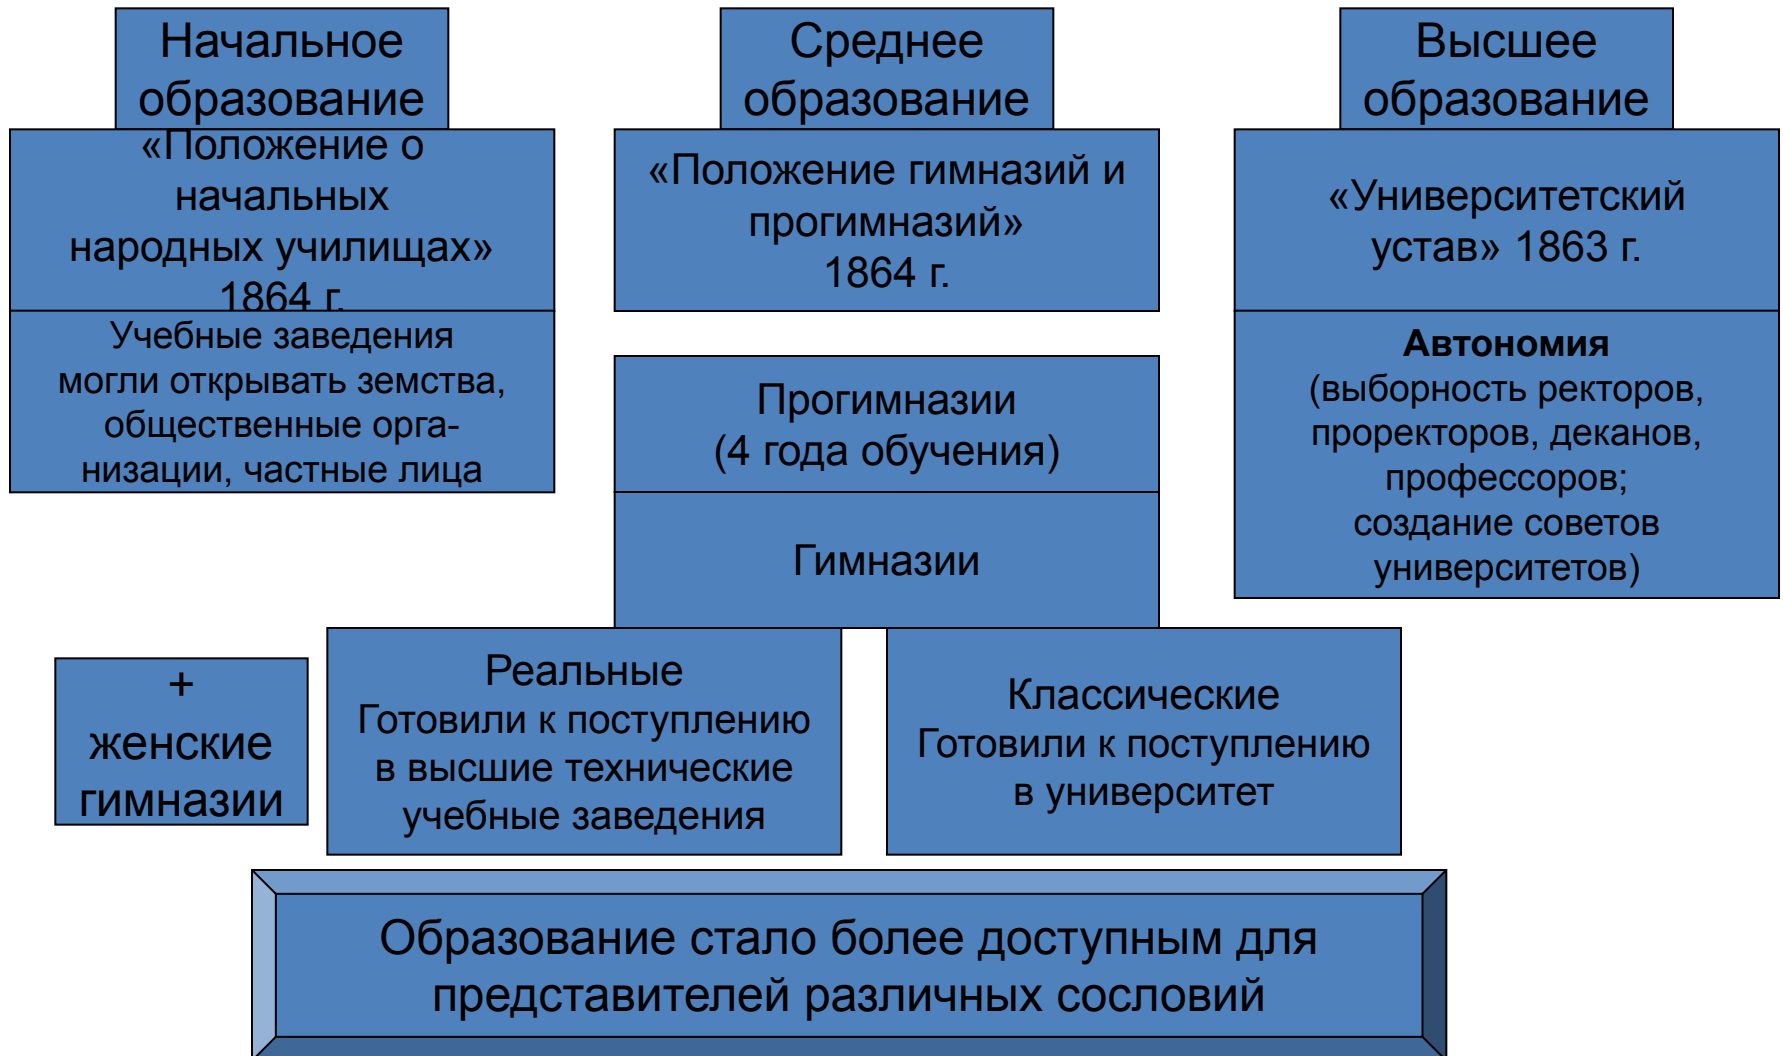 Начальное
образование
«Положение о
начальных
народных училищах»
1864 г.
Учебные заведения
могли открывать земства,
общественные орга-
низации, частные лица
Среднее
образование
«Положение гимназий и
прогимназий»
1864 г.
Прогимназии
(4 года обучения)
Гимназии
Высшее
образование
«Университетский
устав» 1863 г.
Автономия
(выборность ректоров,
проректоров, деканов,
профессоров;
создание советов
университетов)
+
женские
гимназии
Реальные
Готовили к поступлению
в высшие технические
учебные заведения
Классические
Готовили к поступлению
в университет
Образование стало более доступным для
представителей различных сословий